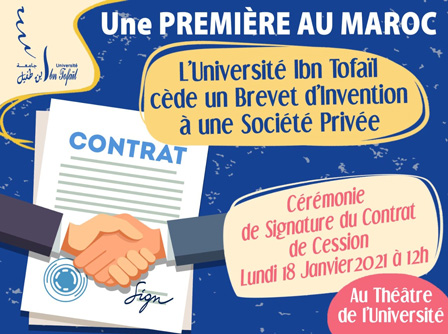 Une PREMIÈRE AU MAROC
Université
جامعة
ابن طفيل
Ibn Tofaïl
L'Université Ibn Tofaïl
cède un Brevet d'Invention
à une Société Privée
CONTRAT
Cérémonie
de Signature du Contrat
de Cession
Lundi 18 Janvier 2021 à 12h
Sign
Au Théâtre
de l'Université